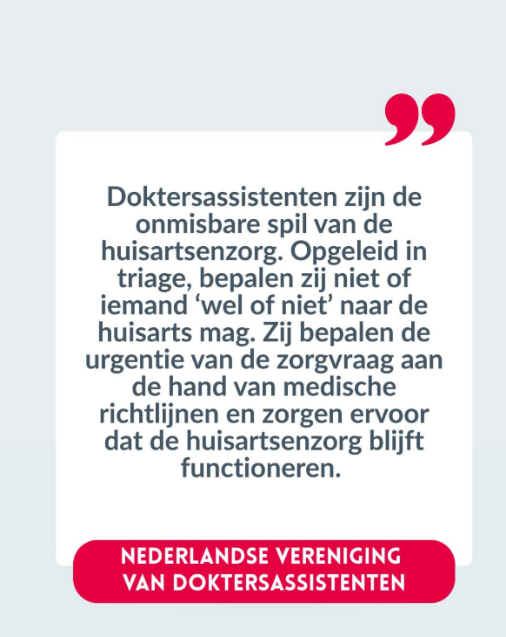 ”
Doktersassistenten zijn de
onmisbare spil van de
huisartsenzorg. Opgeleid in
triage, bepalen zij niet of
iemand ‘wel of niet’ naar de
huisarts mag. Zij bepalen de
urgentie van de zorgvraag aan
de hand van medische
richtlijnen en zorgen ervoor
dat de huisartsenzorg blijft
functioneren.
NEDERLANDSE VERENIGING
VAN DOKTERSASSISTENTEN